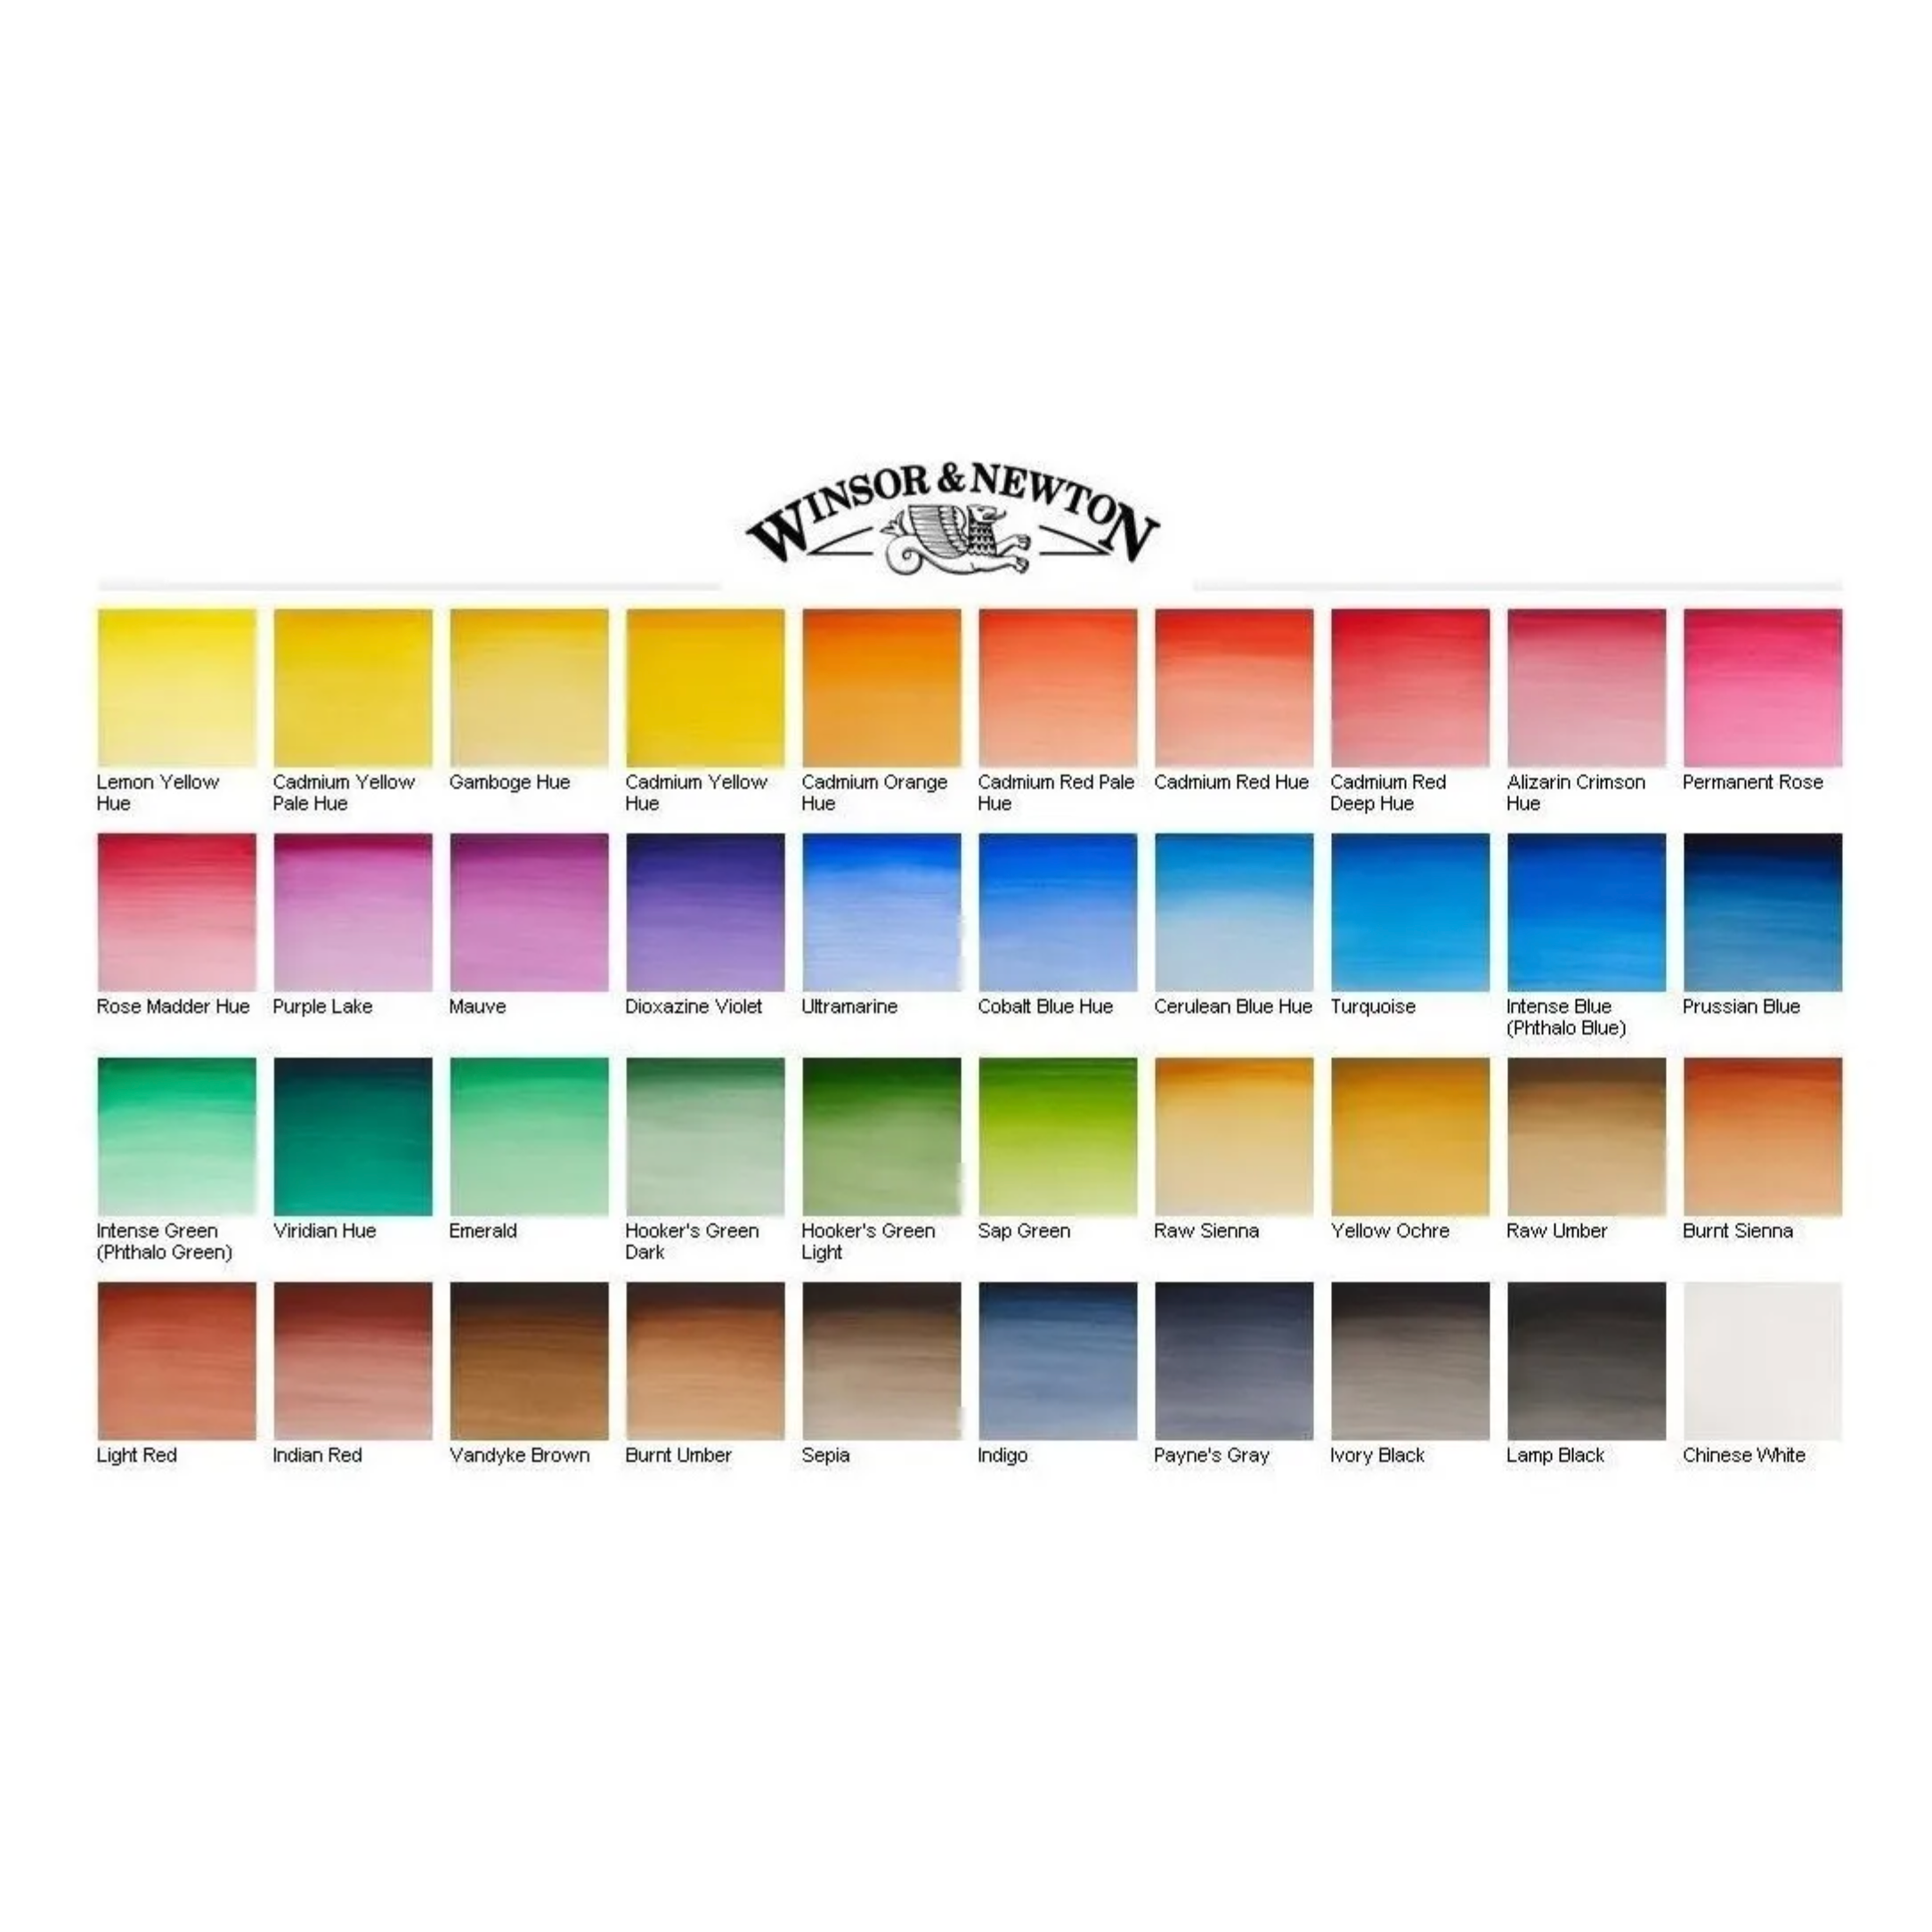 WINSOR & NEWTON
Lemon Yellow
Hue
Cadmium Yellow
Pale Hue
Gamboge Hue
Cadmium Yellow
Hue
Cadmium Orange
Hue
Cadmium Red Pale
Hue
Cadmium Red Hue
Cadmium Red
Deep Hue
Alizarin Crimson
Hue
Permanent Rose
Rose Madder Hue
Purple Lake
Mauve
Dioxazine Violet
Ultramarine
Cobalt Blue Hue
Cerulean Blue Hue
Turquoise
Intense Blue
(Phthalo Blue)
Prussian Blue
Intense Green
(Phthalo Green)
Viridian Hue
Emerald
Hooker's Green
Dark
Hooker's Green
Light
Sap Green
Raw Sienna
Yellow Ochre
Raw Umber
Burnt Sienna
Light Red
Indian Red
Vandyke Brown
Burnt Umber
Sepia
Indigo
Payne's Gray
Ivory Black
Lamp Black
Chinese White